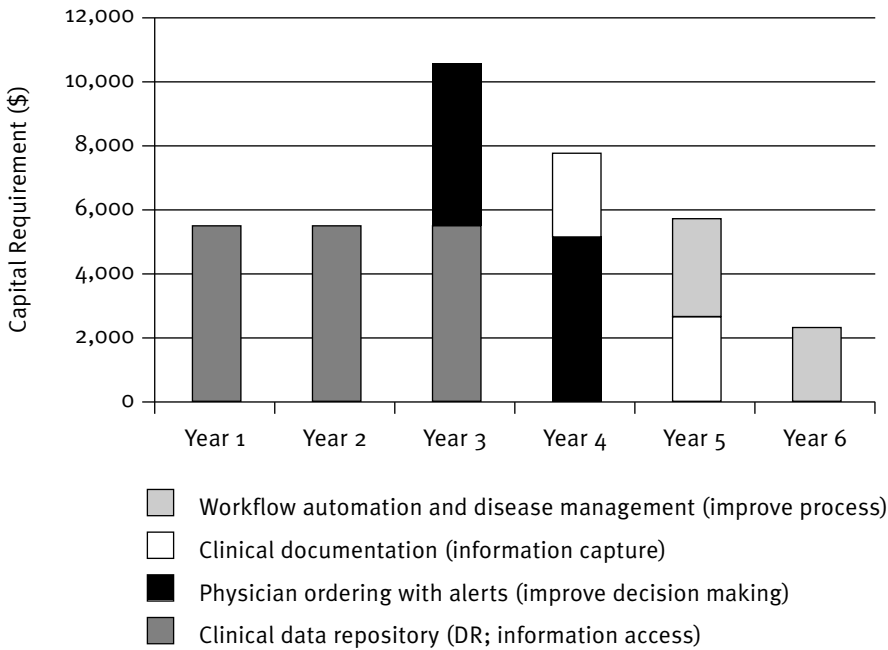 12,000
10,000
8,000
6,000
4,000
2,000
0
Capital Requirement ($)
Year 1 Year 2 Year 3 Year 4 Year 5 Year 6
Workflow automation and disease management (improve process)
Clinical documentation (information capture)
Physician ordering with alerts (improve decision making)
Clinical data repository (DR; information access)